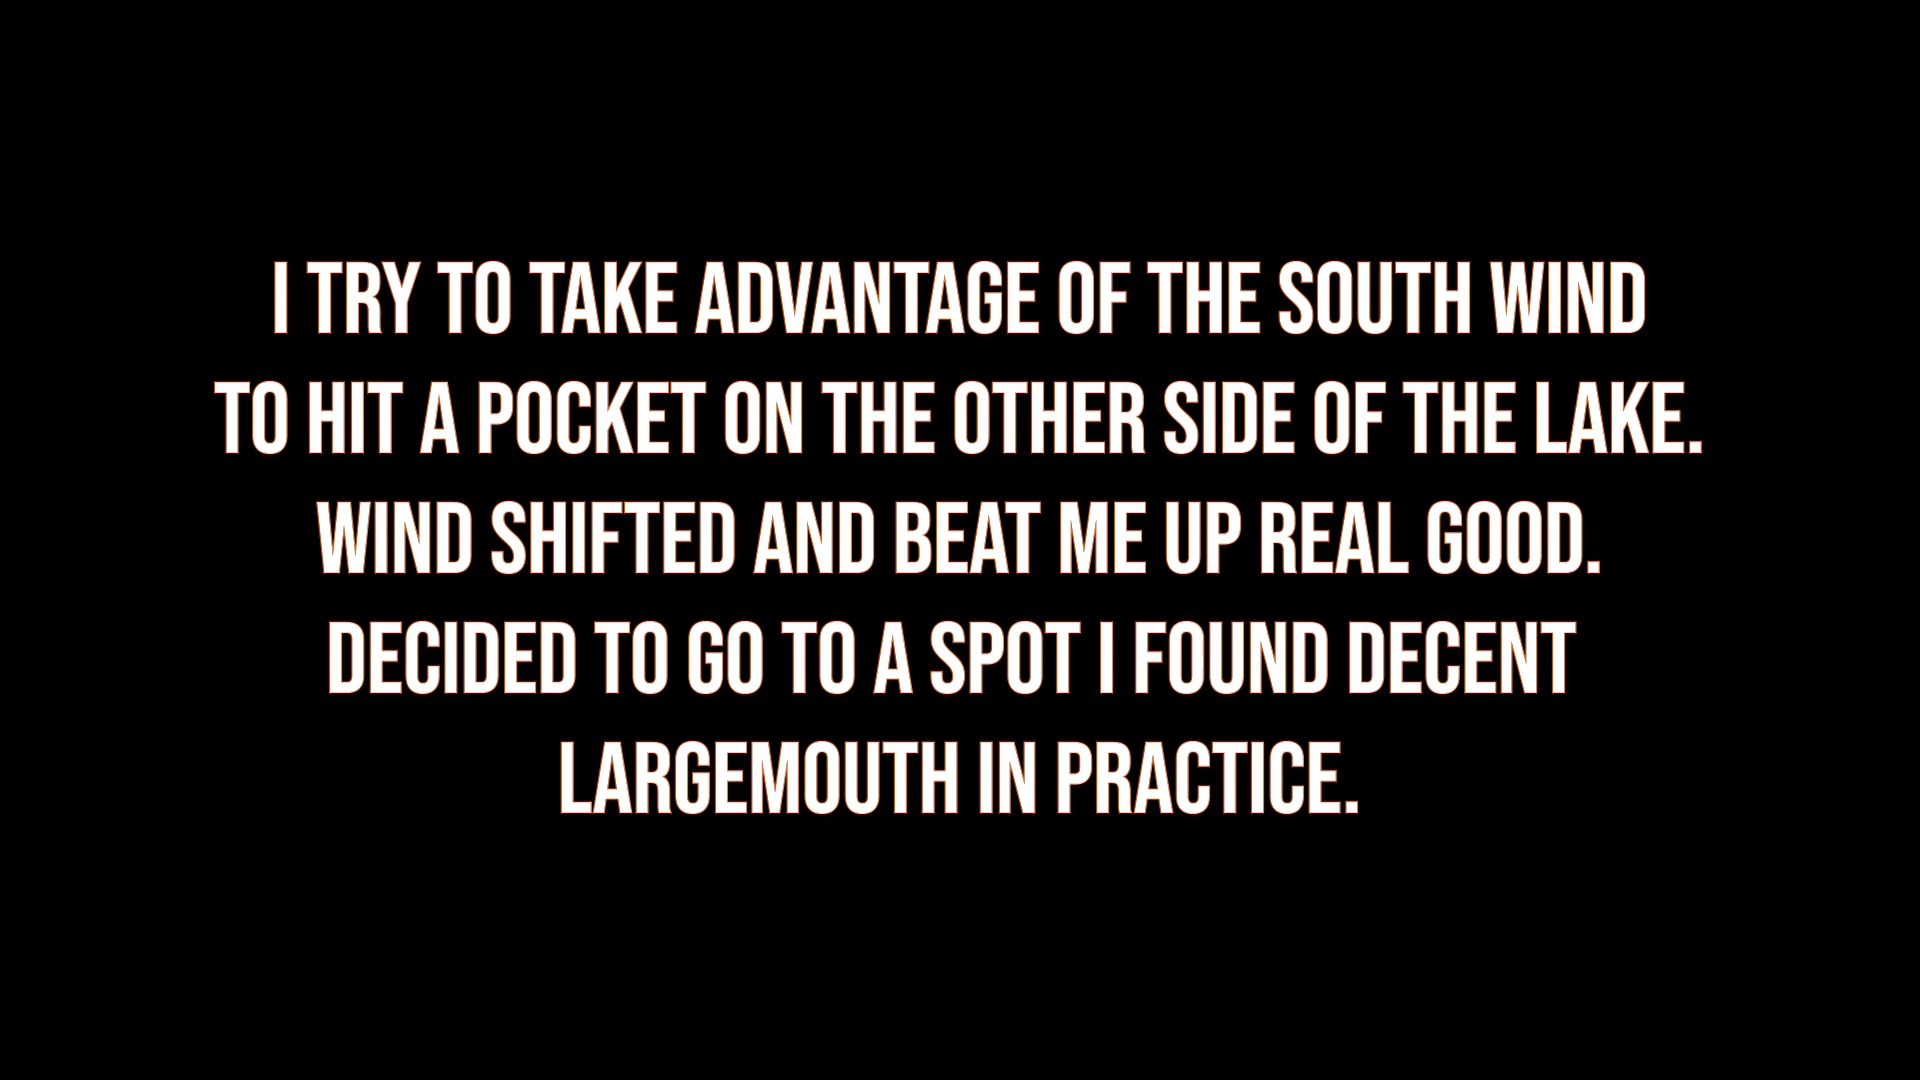 I TRY TO TAKE ADVANTAGE OF THE SOUTH WIND
TO HIT A POCKET ON THE OTHER SIDE OF THE LAKE.
WIND SHIFTED AND BEAT ME UP REAL GOOD.
DECIDED TO GO TO A SPOT I FOUND DECENT
LARGEMOUTH IN PRACTICE.